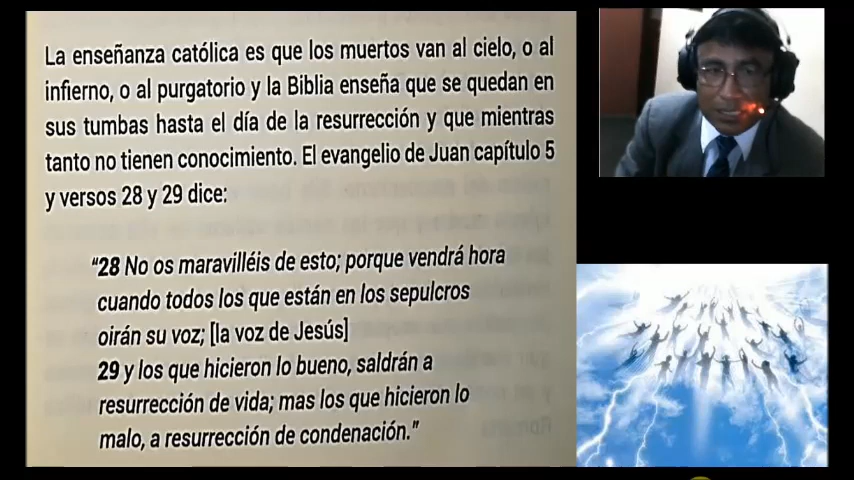 La enseñanza católica es que los muertos van al cielo, o al
infierno, o al purgatorio y la Biblia enseña que se quedan en
sus tumbas hasta el día de la resurrección y que mientras
tanto no tienen conocimiento. El evangelio de Juan capítulo 5
y versos 28 y 29 dice:
“28 No os maravilléis de esto; porque vendrá hora
cuando todos los que están en los sepulcros
oirán su voz; [la voz de Jesús]
29 y los que hicieron lo bueno, saldrán a
resurrección de vida; mas los que hicieron lo
malo, a resurrección de condenación.”